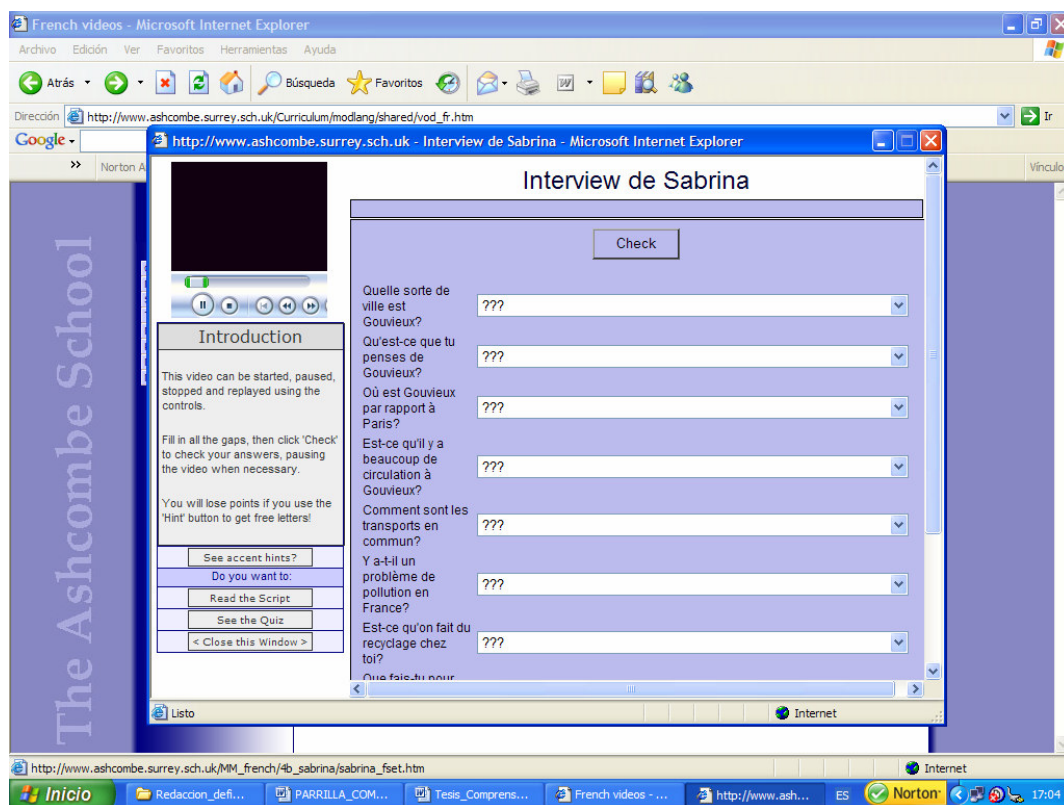 French videos - Microsoft Internet Explorer
Archivo Edición Ver Favoritos Herramientas Ayuda
Atrás Búsqueda Favoritos
Dirección http://www.ashcombe.surrey.sch.uk/Curriculum/modlang/shared/vod_fr.htm Ir
Google
Norton A
Vínculo
http://www.ashcombe.surrey.sch.uk - Interview de Sabrina - Microsoft Internet Explorer
The Ashcombe School
Interview de Sabrina
Check
Introduction
This video can be started, paused,
stopped and replayed using the
controls.
Fill in all the gaps, then click 'Check'
to check your answers, pausing
the video when necessary.
You will lose points if you use the
'Hint' button to get free letters!
See accent hints?
Do you want to:
Read the Script
See the Quiz
< Close this Window >
Quelle sorte de
ville est
Gouvieux?
???
Qu'est-ce que tu
penses de
Gouvieux?
???
Où est Gouvieux
par rapport à
Paris?
???
Est-ce qu'il y a
beaucoup de
circulation à
Gouvieux?
???
Comment sont les
transports en
commun?
???
Y a-t-il un
problème de
pollution en
France?
???
Est-ce qu'on fait du
recyclage chez
toi?
???
Que fais-tu pour
Listo Internet
http://www.ashcombe.surrey.sch.uk/MM_french/4b_sabrina/sabrina_fset.htm Internet
Inicio Redaccion_defi... PARRILLA_COM... Tesis_Comprens... French videos - ... http://www.ash... ES Norton 17:0